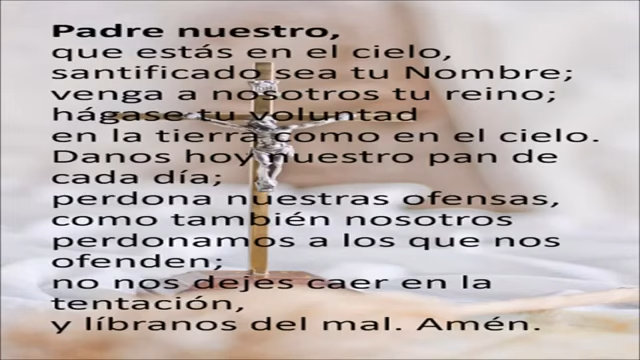 Padre nuestro,
que estás en el cielo,
santificado sea tu Nombre;
venga a nosotros tu reino;
hágase tu voluntad
en la tierra como en el cielo.
Danos hoy nuestro pan de
cada día;
perdona nuestras ofensas,
como también nosotros
perdonamos a los que nos
ofenden;
no nos dejes caer en la
tentación,
y líbranos del mal. Amén.